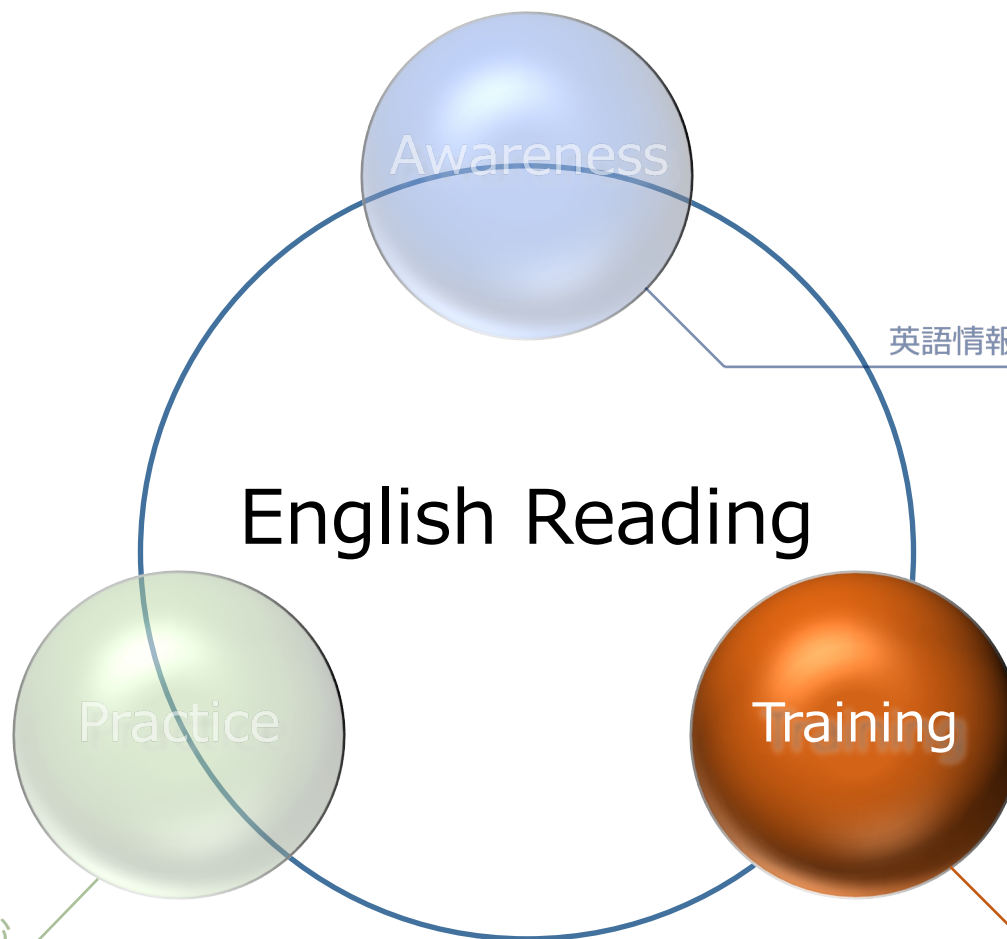 Awareness
英語情報
English Reading
Practice
Training